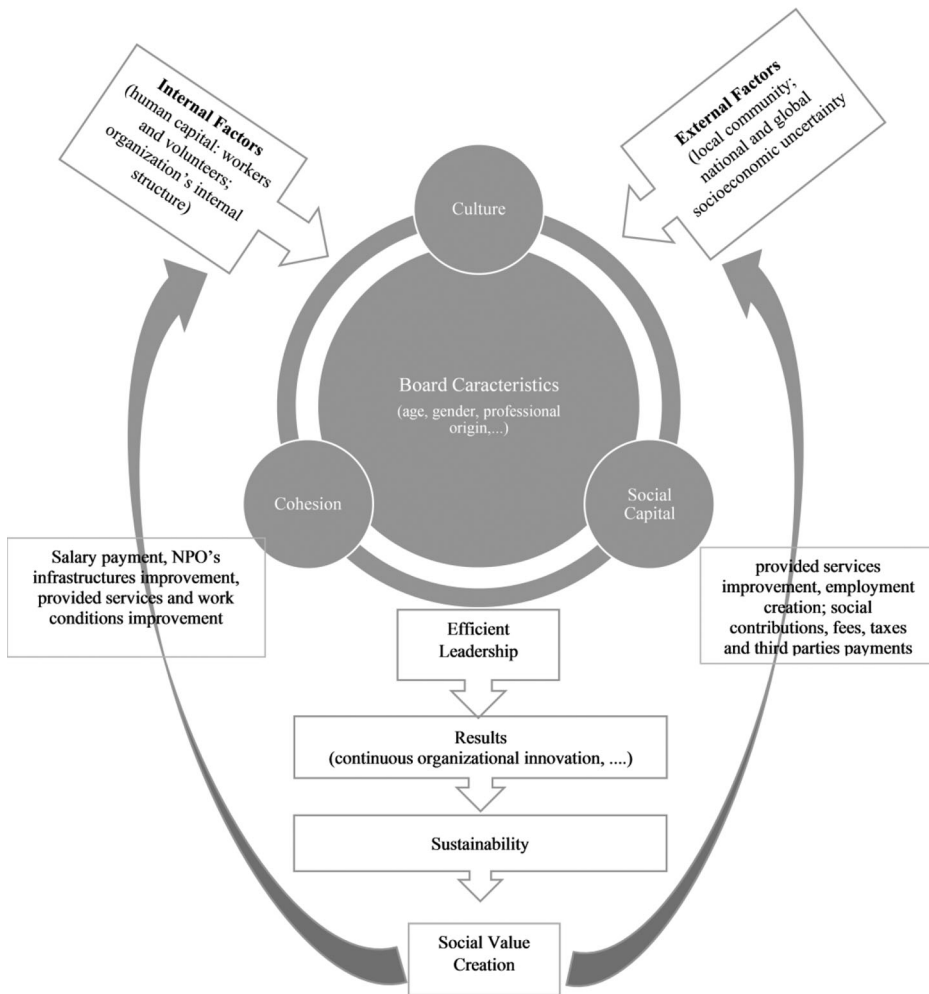 Internal Factors
(human capital: workers
and volunteers;
organization's internal
structure)
External Factors
(local community;
national and global
socioeconomic uncertainty
Culture
Board Caracteristics
(age, gender, professional
origin,...)
Cohesion
Social
Capital
Salary payment, NPO's
infrastructures improvement,
provided services and work
conditions improvement
provided services
improvement, employment
creation; social
contributions, fees, taxes
and third parties payments
Efficient
Leadership
Results
(continuous organizational innovation, ....)
Sustainability
Social Value
Creation